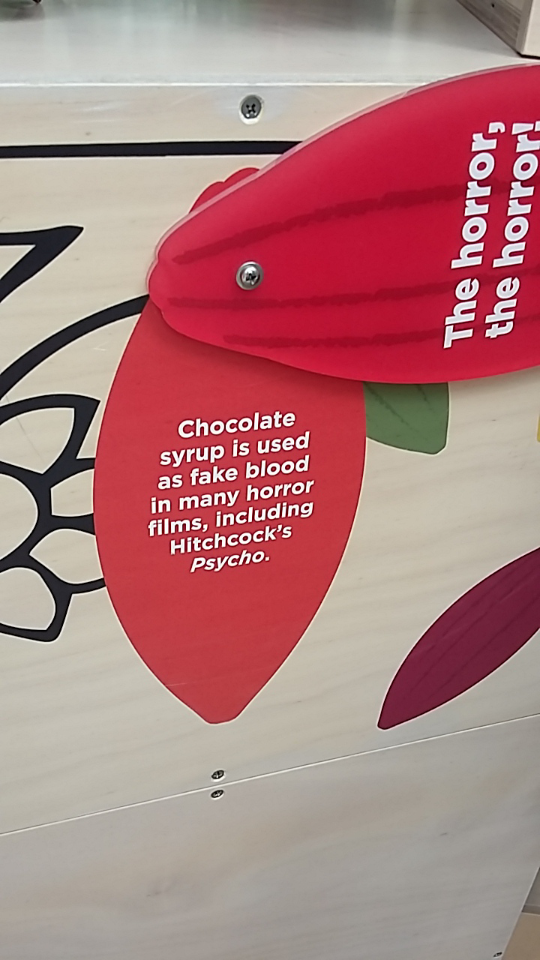 The horror,
the horror!
Chocolate
syrup is used
as fake blood
in many horror
films, including
Hitchcock's
Psycho.